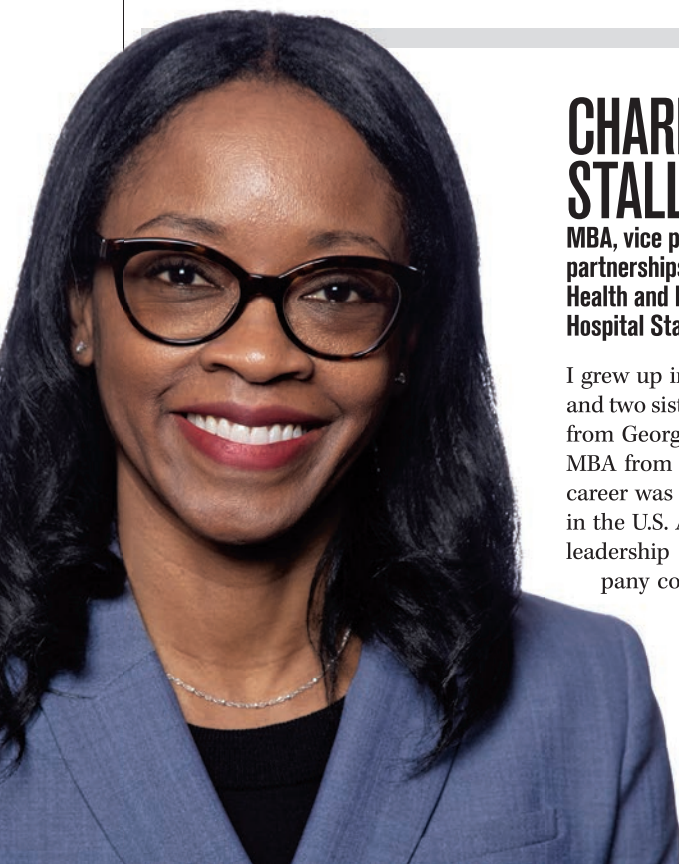 CHARI
STALL
MBA, vice p
partnerships
Health and
Hospital Sta
I grew up in
and two sist
from Georg
MBA from
career was
in the U.S. A
leadership
pany co